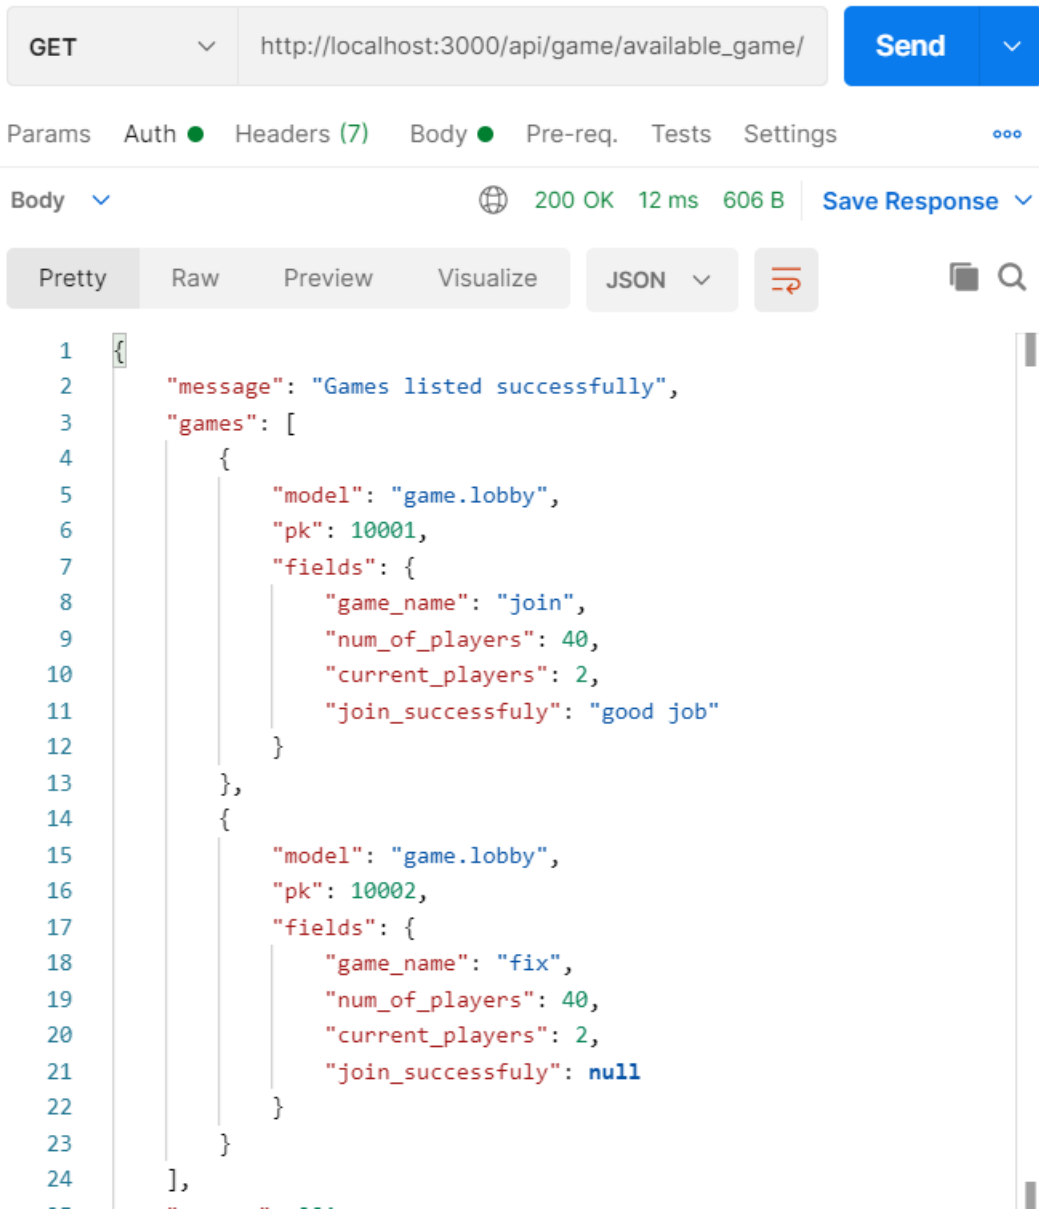 GET http://localhost:3000/api/game/available_game/ Send
Params Auth Headers (7) Body Pre-req. Tests Settings
Body 200 OK 12 ms 606 B Save Response
Pretty Raw Preview Visualize JSON
1 {
2 "message": "Games listed successfully",
3 "games": [
4 {
5 "model": "game.lobby",
6 "pk": 10001,
7 "fields": {
8 "game_name": "join",
9 "num_of_players": 40,
10 "current_players": 2,
11 "join_successfuly": "good job"
12 }
13 },
14 {
15 "model": "game.lobby",
16 "pk": 10002,
17 "fields": {
18 "game_name": "fix",
19 "num_of_players": 40,
20 "current_players": 2,
21 "join_successfuly": null
22 }
23 }
24 ],